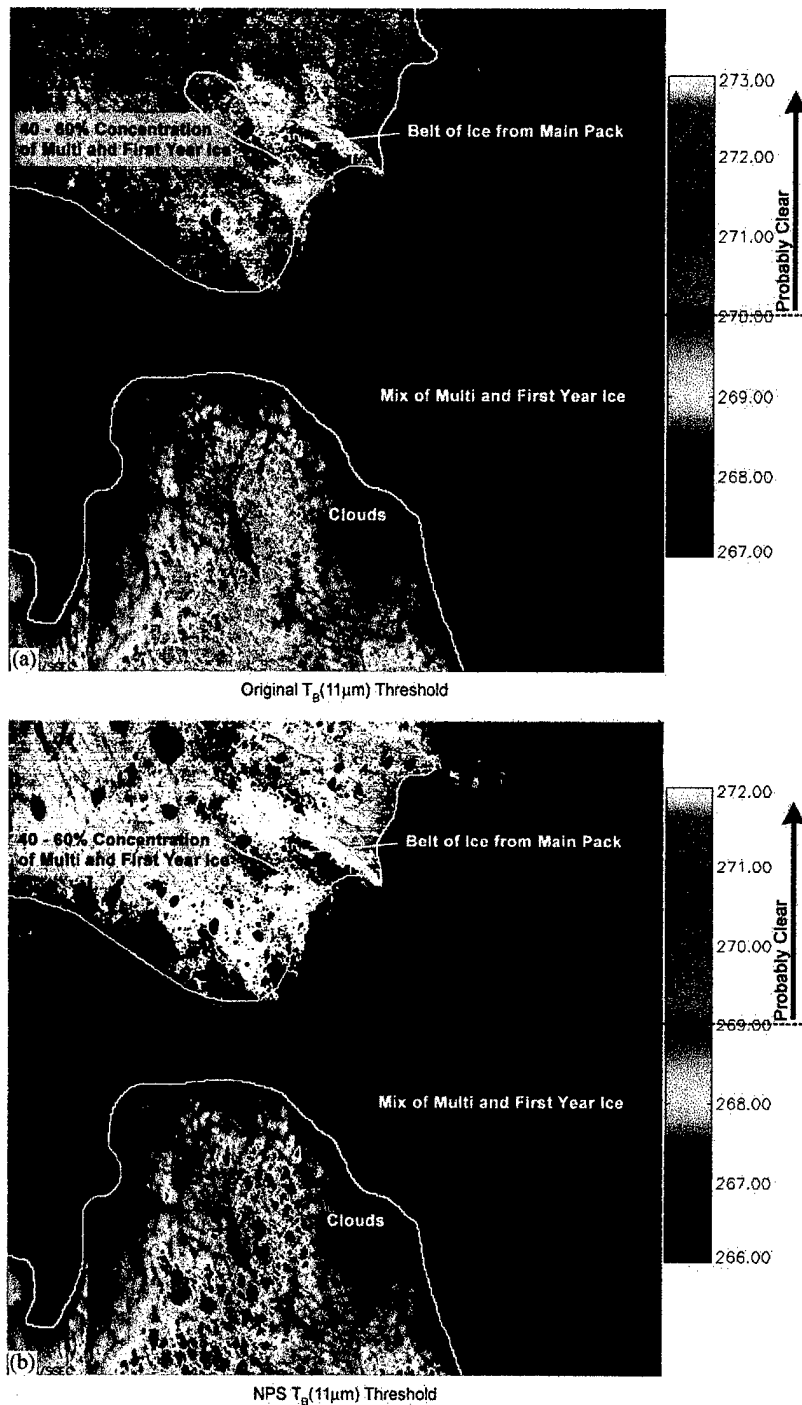 40 - 60% Concentration
of Multi and First Year Ice
Belt of Ice from Main Pack
Mix of Multi and First Year Ice
Clouds
(a)
273.00
272.00
271.00
270.00
269.00
268.00
267.00
Probably Clear
Original TB(11μm) Threshold
40 - 60% Concentration
of Multi and First Year Ice
Belt of Ice from Main Pack
Mix of Multi and First Year Ice
Clouds
(b)
272.00
271.00
270.00
269.00
268.00
267.00
266.00
Probably Clear
NPS TB(11μm) Threshold